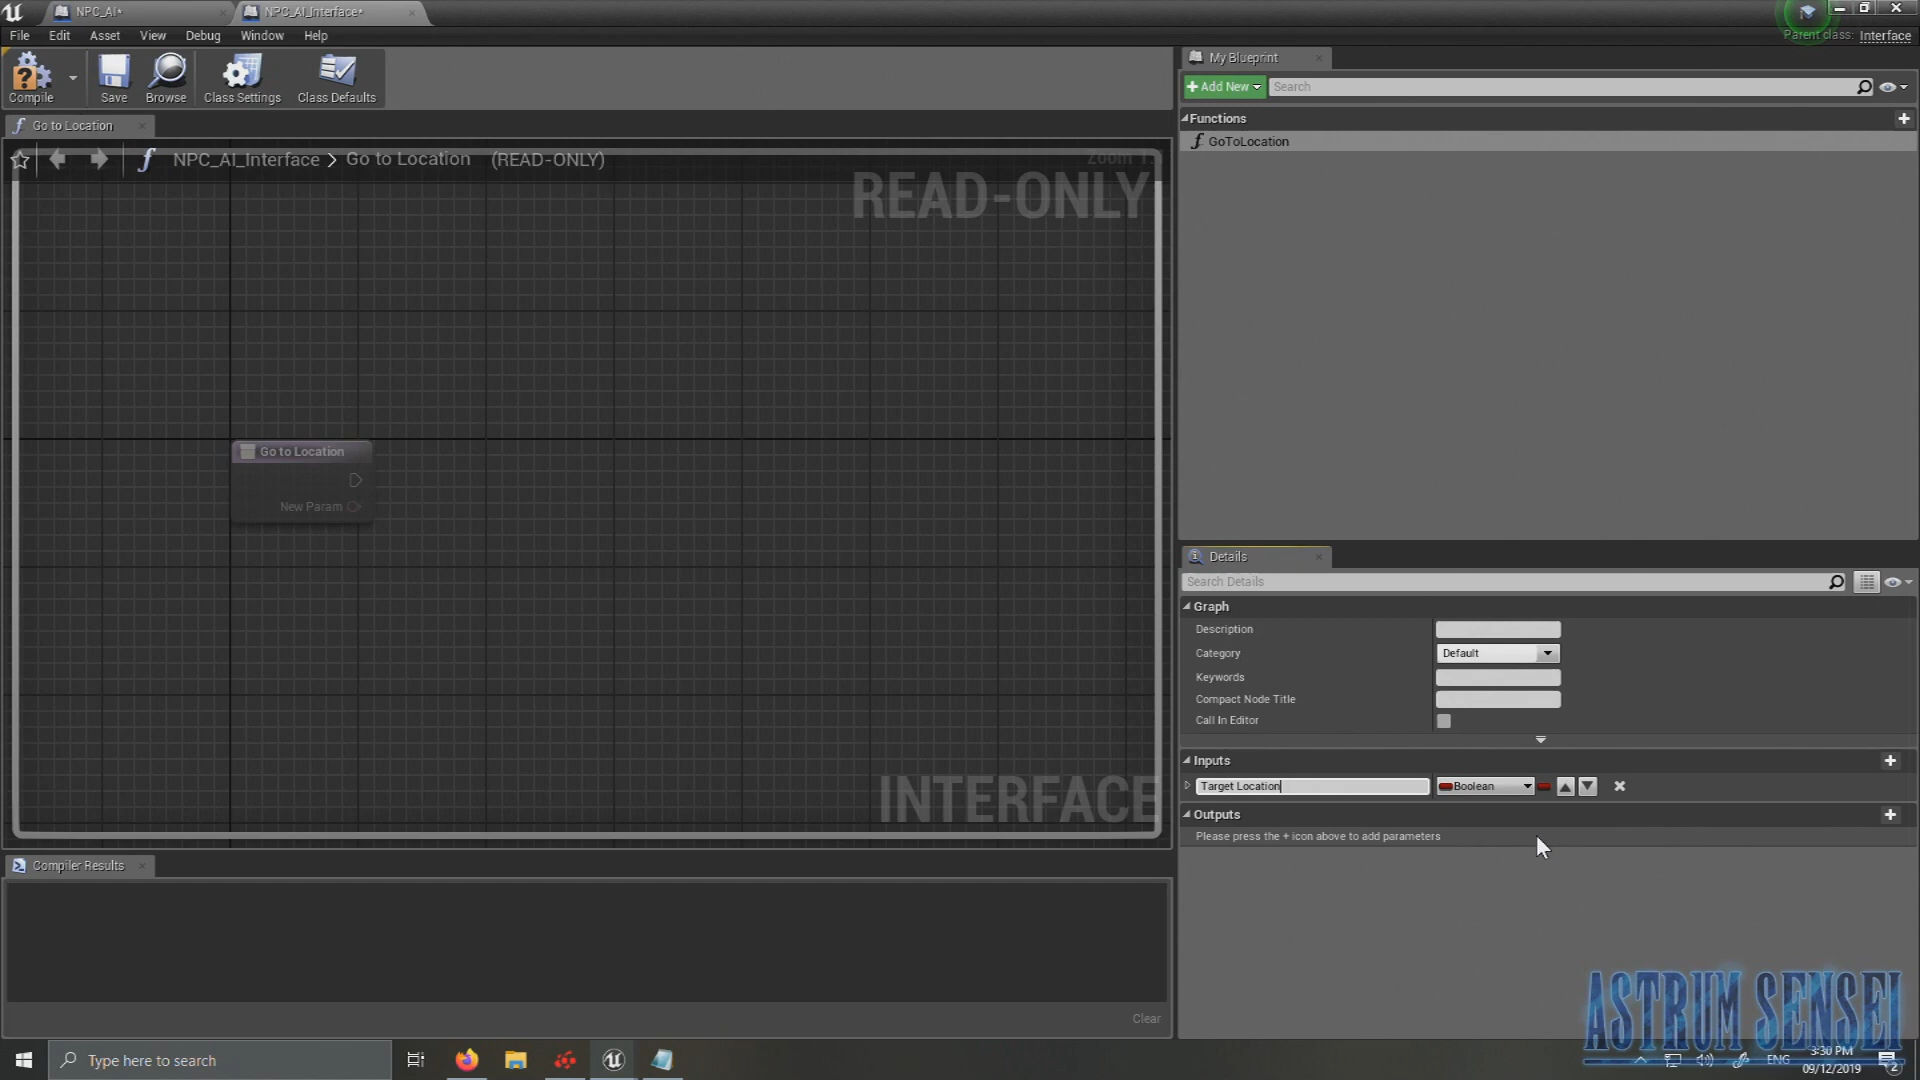 NPC_AI*
NPC_AI_Interface*
File Edit Asset View Debug Window Help
Parent class: Interface
Compile
Save
Browse
Class Settings
Class Defaults
My Blueprint
Add New
Search
Functions
GoToLocation
Go to Location
NPC_AI_Interface > Go to Location (READ-ONLY)
READ-ONLY
Go to Location
New Param
INTERFACE
Details
Search Details
Graph
Description
Category
Default
Keywords
Compact Node Title
Call In Editor
Inputs
Target Location
Boolean
Outputs
Please press the + icon above to add parameters
Compiler Results
Clear
ASTRUM SENSEI
Type here to search
ENG
3:30 PM
09/12/2019
2